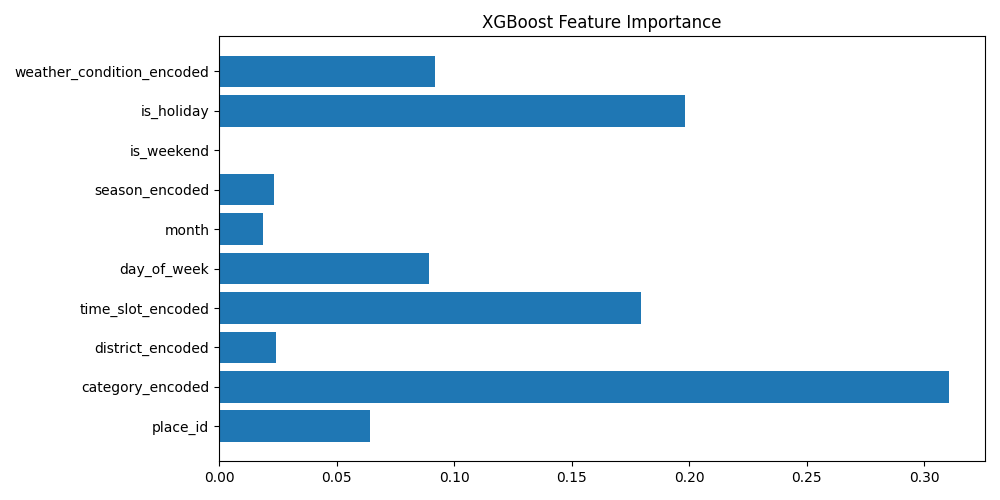 XGBoost Feature Importance
weather_condition_encoded
is_holiday
is_weekend
season_encoded
month
day_of_week
time_slot_encoded
district_encoded
category_encoded
place_id
0.00 0.05 0.10 0.15 0.20 0.25 0.30